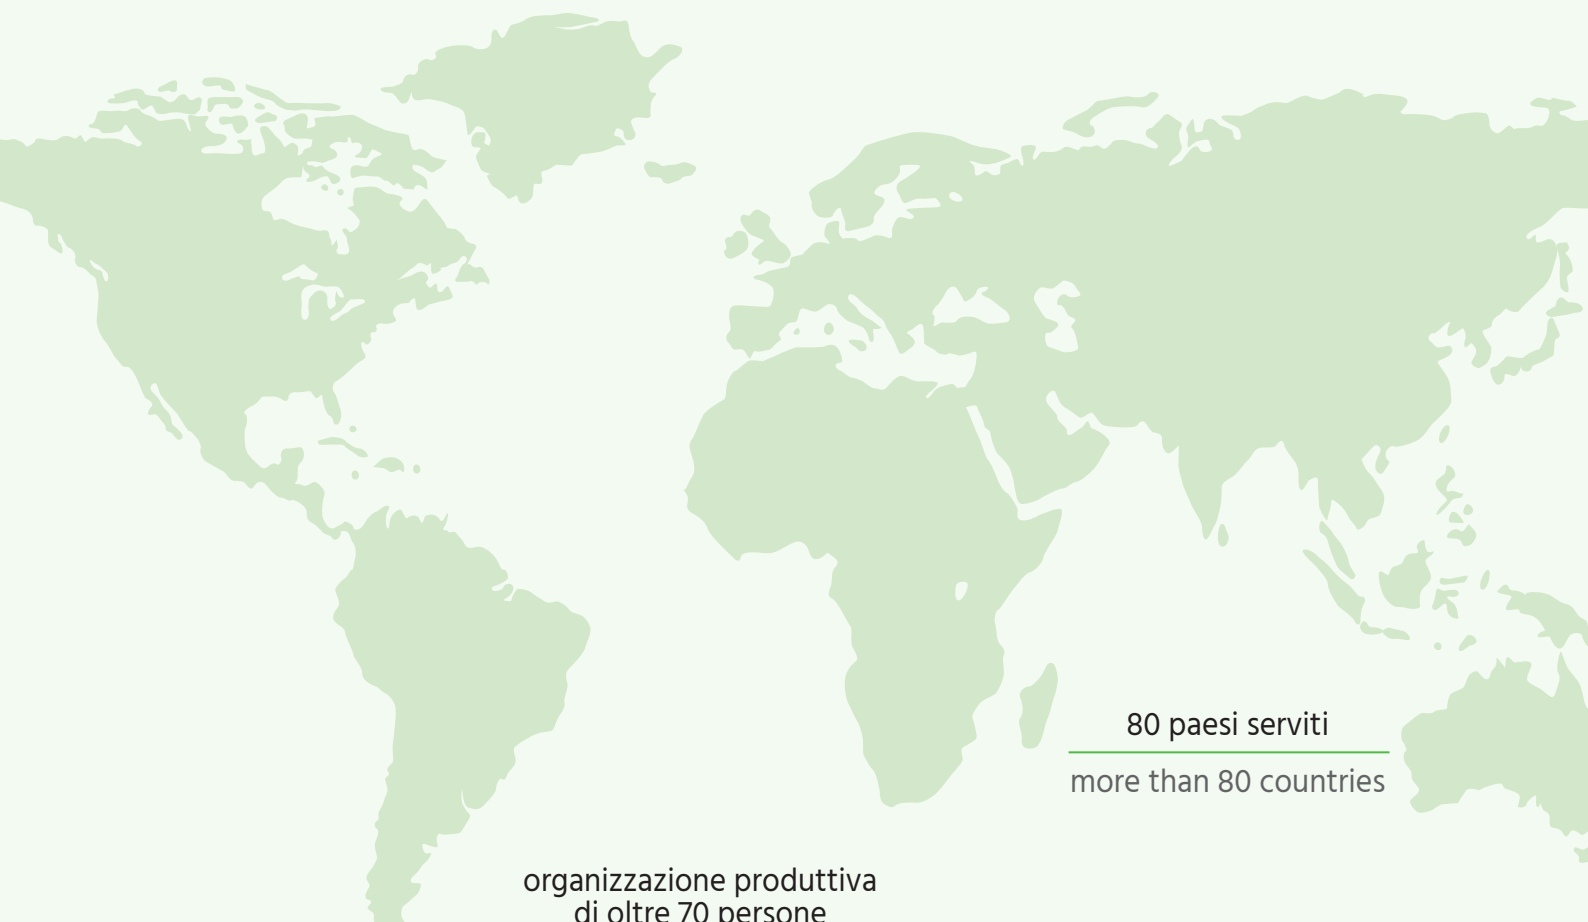 80 paesi serviti
more than 80 countries
organizzazione produttiva
di oltre 70 persone